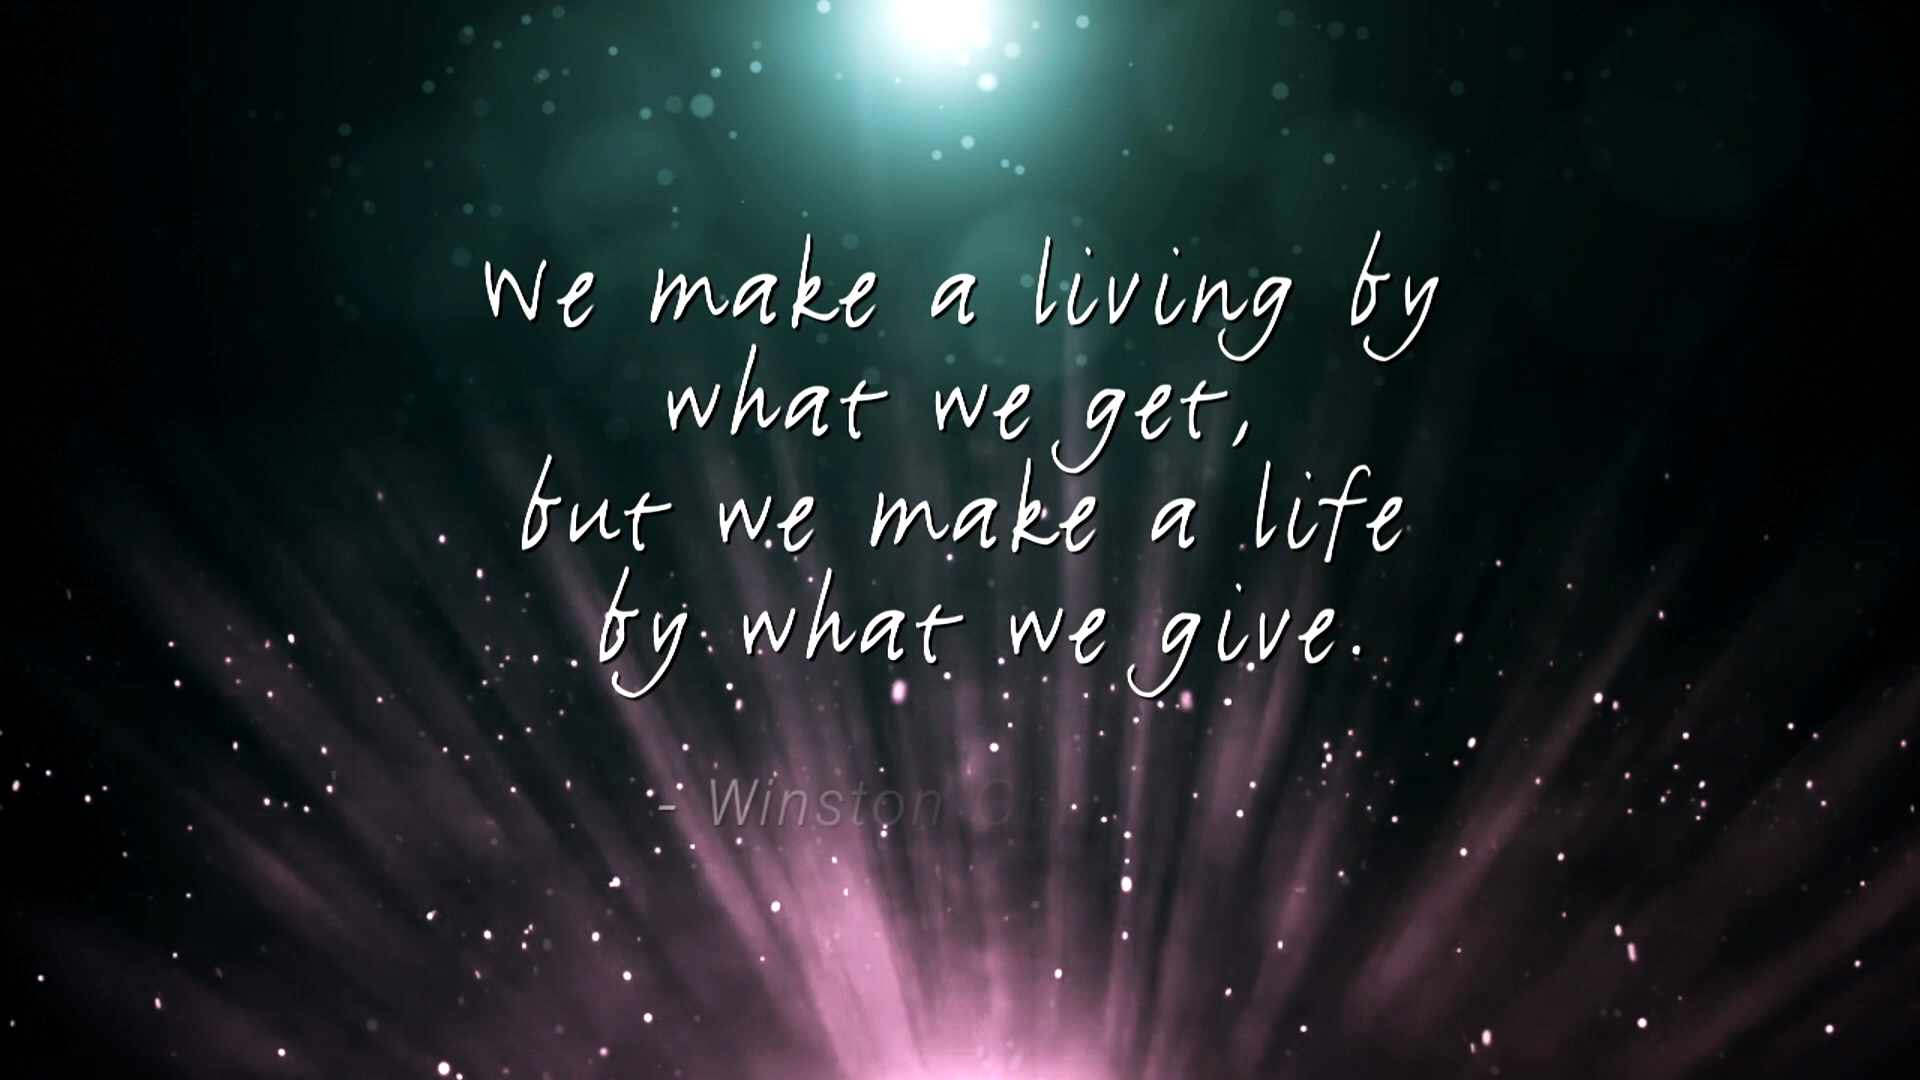 We make a living by
what we get,
but we make a life
by what we give.
- Winston